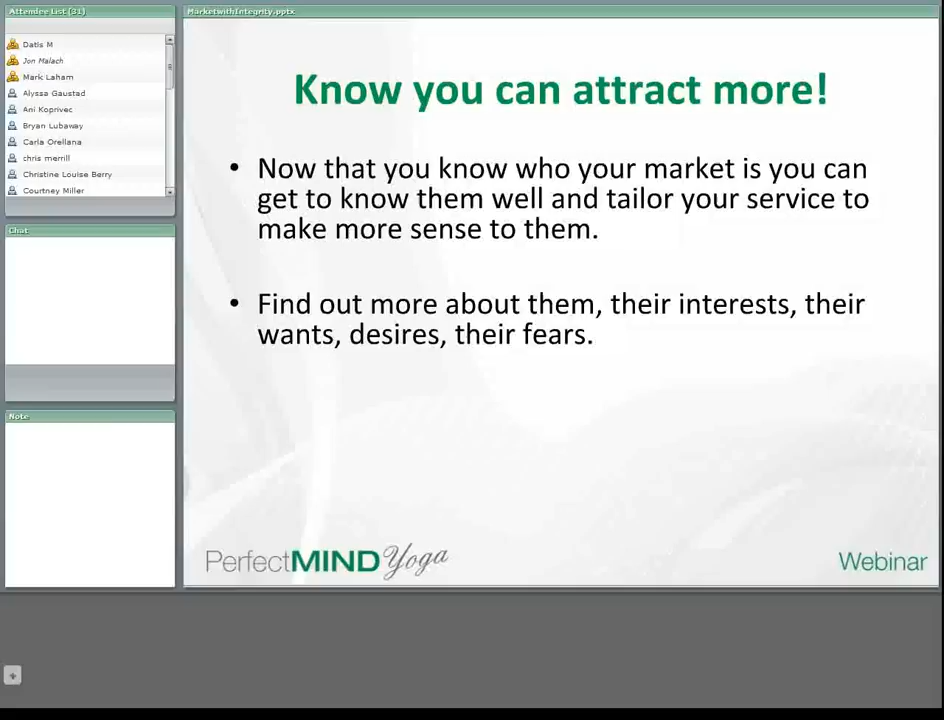 Attendee List (31)
Datis M
Jon Malach
Mark Laham
Alyssa Gaustad
Ani Koprivec
Bryan Lubaway
Carla Orellana
chris merrill
Christine Louise Berry
Courtney Miller
Chat
Note
MarketwithIntegrity.pptx
Know you can attract more!
• Now that you know who your market is you can
get to know them well and tailor your service to
make more sense to them.
• Find out more about them, their interests, their
wants, desires, their fears.
PerfectMIND Yoga
Webinar